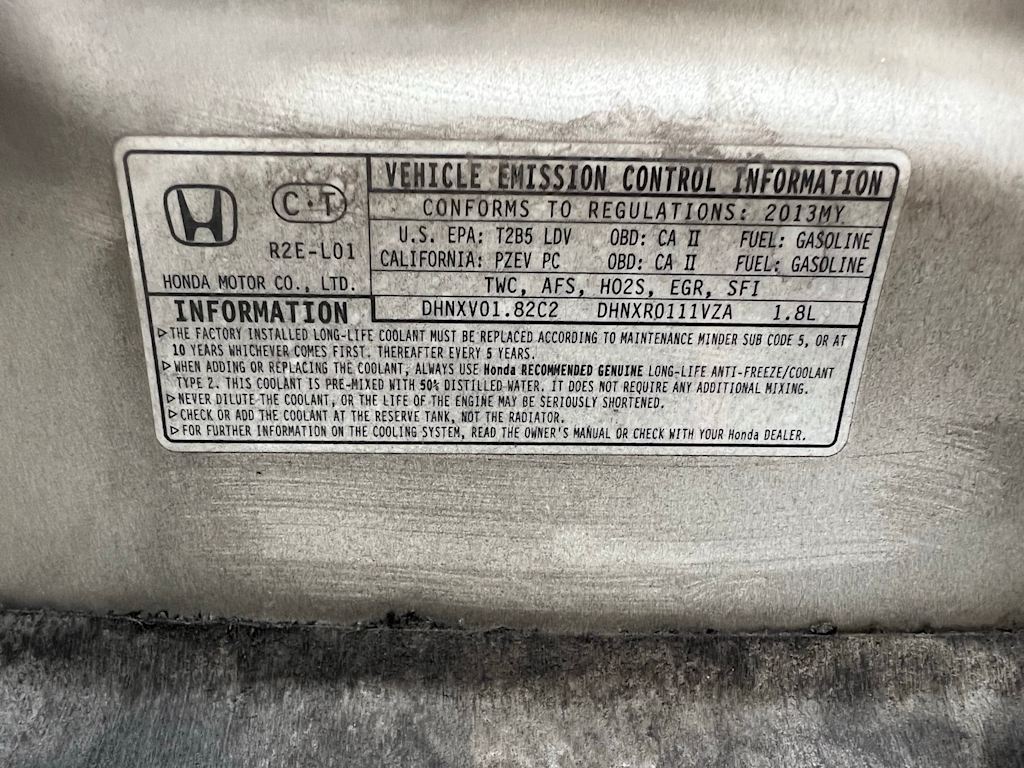 C·T
R2E-L01
HONDA MOTOR CO., LTD.
VEHICLE EMISSION CONTROL INFORMATION
CONFORMS TO REGULATIONS: 2013MY
U.S. EPA: T2B5 LDV OBD: CA II FUEL: GASOLINE
CALIFORNIA: PZEV PC OBD: CA II FUEL: GASOLINE
TWC, AFS, HO2S, EGR, SFI
DHNXV01.82C2 DHNXR0111VZA 1.8L
INFORMATION
▷THE FACTORY INSTALLED LONG-LIFE COOLANT MUST BE REPLACED ACCORDING TO MAINTENANCE MINDER SUB CODE 5, OR AT
10 YEARS WHICHEVER COMES FIRST. THEREAFTER EVERY 5 YEARS.
▷WHEN ADDING OR REPLACING THE COOLANT, ALWAYS USE Honda RECOMMENDED GENUINE LONG-LIFE ANTI-FREEZE/COOLANT
TYPE 2. THIS COOLANT IS PRE-MIXED WITH 50% DISTILLED WATER. IT DOES NOT REQUIRE ANY ADDITIONAL MIXING.
▷NEVER DILUTE THE COOLANT, OR THE LIFE OF THE ENGINE MAY BE SERIOUSLY SHORTENED.
▷CHECK OR ADD THE COOLANT AT THE RESERVE TANK, NOT THE RADIATOR.
▷FOR FURTHER INFORMATION ON THE COOLING SYSTEM, READ THE OWNER'S MANUAL OR CHECK WITH YOUR Honda DEALER.